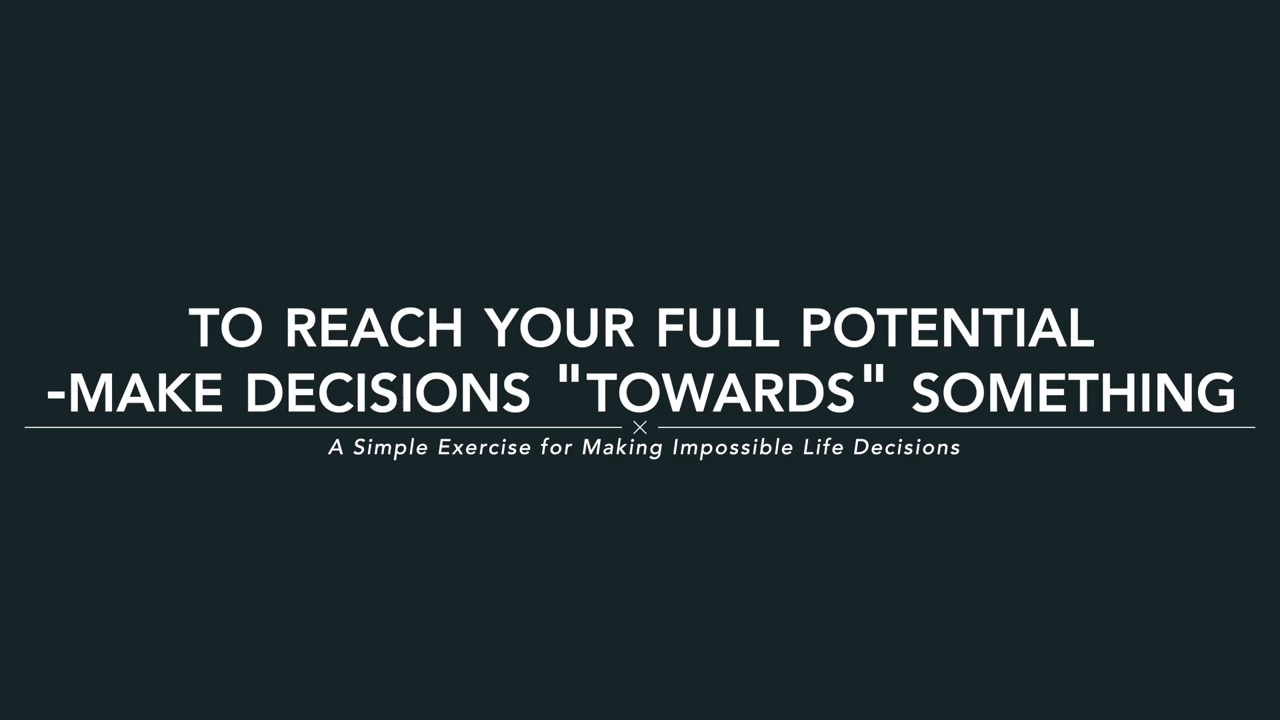 TO REACH YOUR FULL POTENTIAL
-MAKE DECISIONS "TOWARDS" SOMETHING
A Simple Exercise for Making Impossible Life Decisions